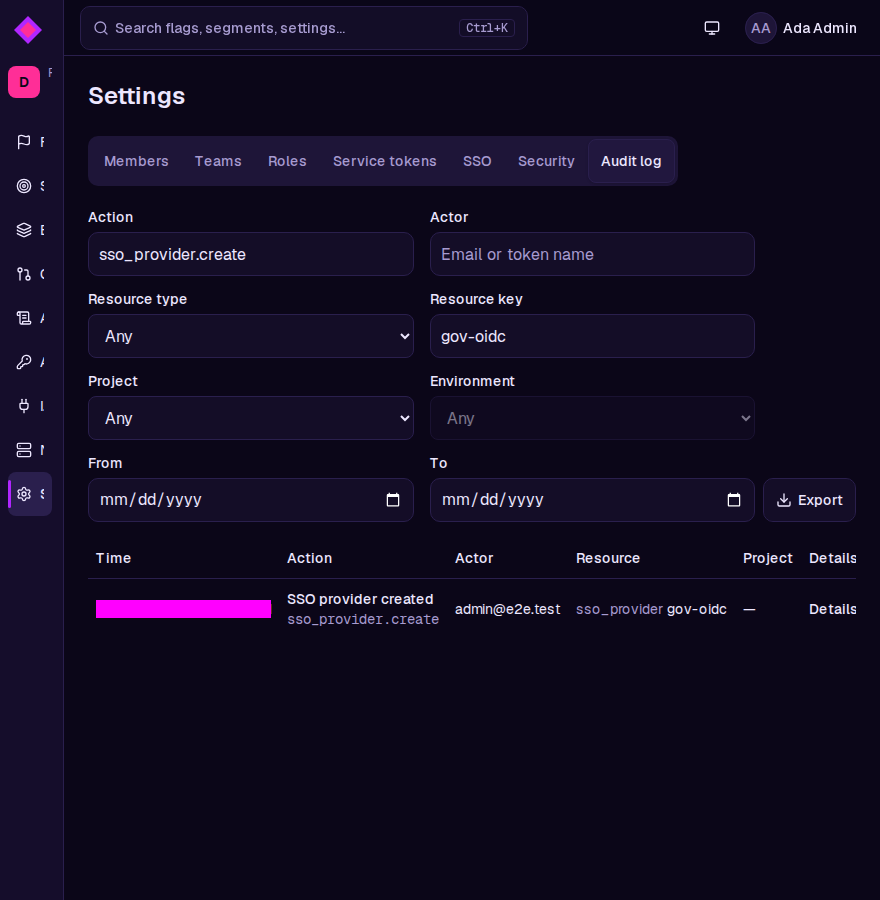 Search flags, segments, settings...
Ctrl+K
AA
Ada Admin
D
Settings
Members
Teams
Roles
Service tokens
SSO
Security
Audit log
Action
Actor
sso_provider.create
Email or token name
Resource type
Resource key
Any
gov-oidc
Project
Environment
Any
Any
From
To
mm/dd/yyyy
mm/dd/yyyy
Export
Time
Action
Actor
Resource
Project
Details
SSO provider created
sso_provider.create
admin@e2e.test
sso_provider gov-oidc
—
Details